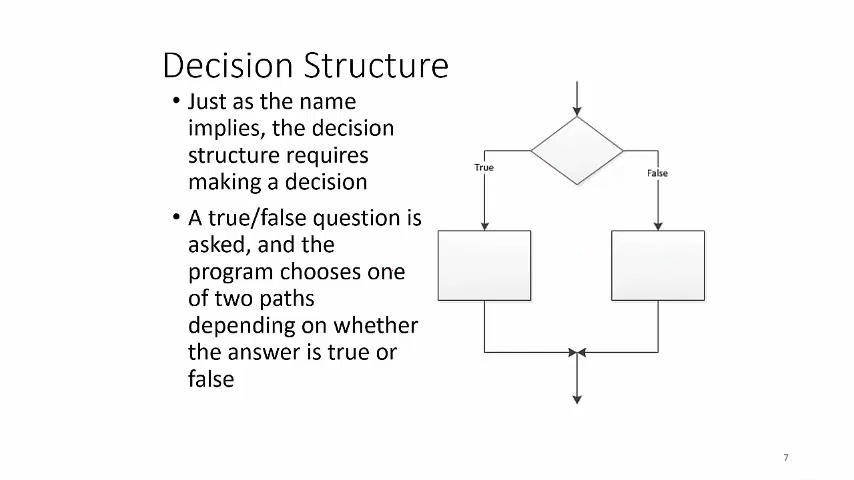 Decision Structure
• Just as the name
implies, the decision
structure requires
making a decision
• A true/false question is
asked, and the
program chooses one
of two paths
depending on whether
the answer is true or
false
True
False
7